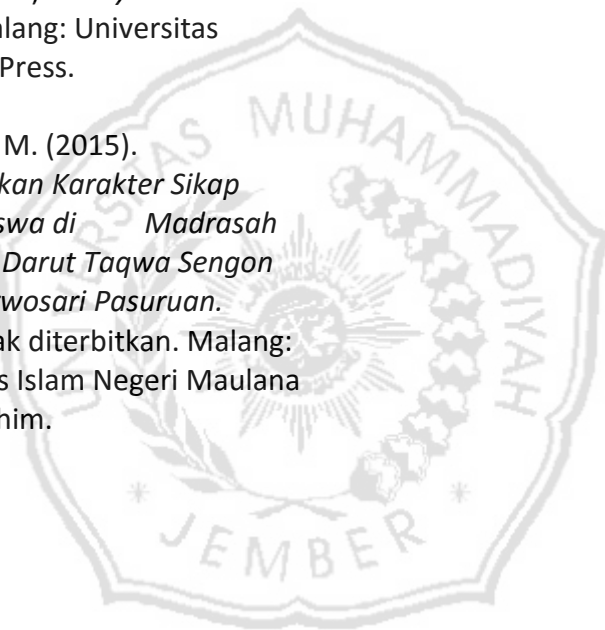 alang: Universitas
Press.
M. (2015).
kan Karakter Sikap
swa di Madrasah
Darut Taqwa Sengon
wosari Pasuruan.
ak diterbitkan. Malang:
s Islam Negeri Maulana
him.
UNIVERSITAS MUHAMMADIYAH
JEMBER